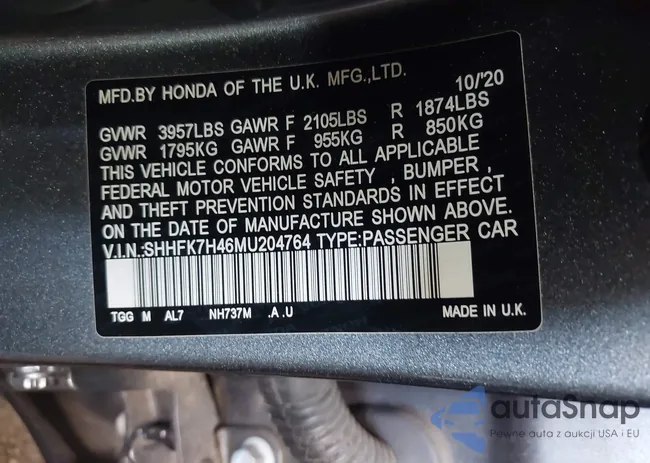 MFD.BY HONDA OF THE U.K. MFG.,LTD. 10/'20
GVWR 3957LBS GAWR F 2105LBS R 1874LBS
GVWR 1795KG GAWR F 955KG R 850KG
THIS VEHICLE CONFORMS TO ALL APPLICABLE
FEDERAL MOTOR VEHICLE SAFETY , BUMPER ,
AND THEFT PREVENTION STANDARDS IN EFFECT
ON THE DATE OF MANUFACTURE SHOWN ABOVE.
V.I.N.:SHHFK7H46MU204764 TYPE:PASSENGER CAR
TGG M AL7 NH737M .A .U MADE IN U.K.
autaSnap
Pewne auta z aukcji USA i EU